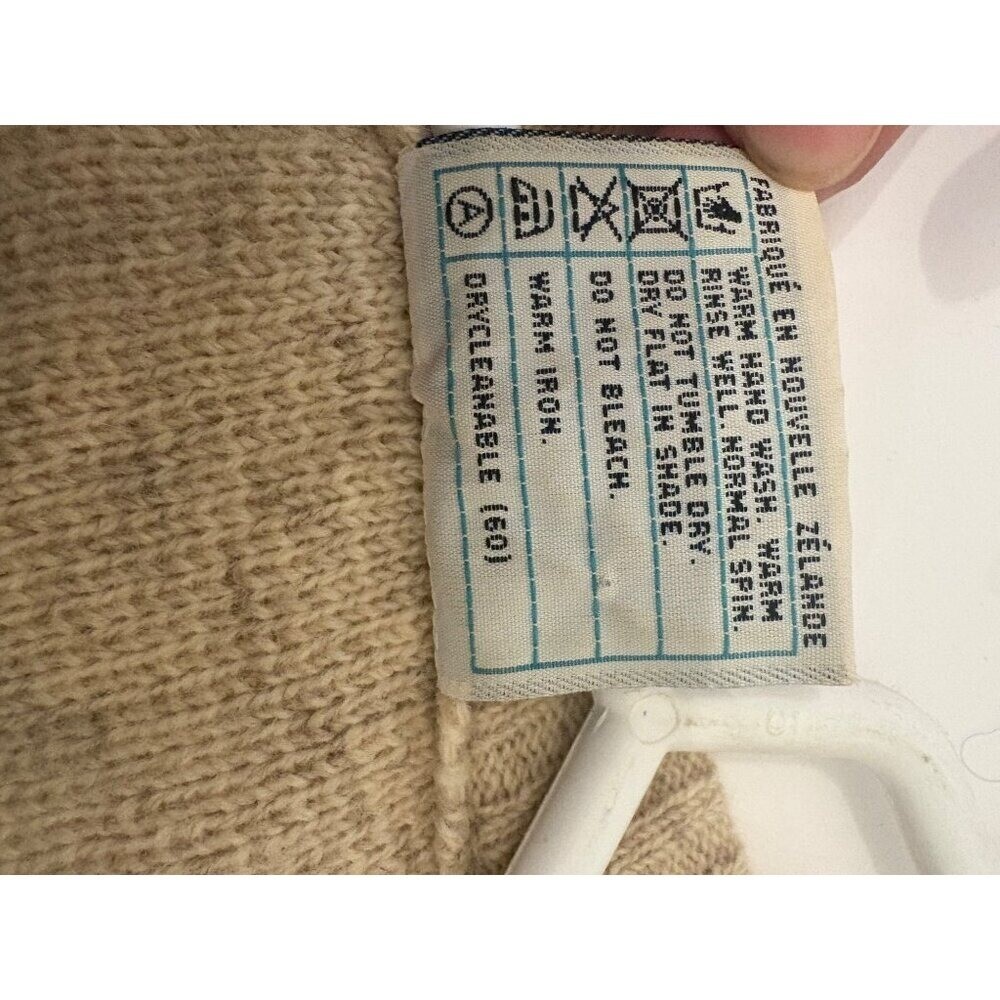 FABRIQUÉ EN NOUVELLE ZÉLANDE
WARM HAND WASH. WARM
RINSE WELL. NORMAL SPIN.
DO NOT TUMBLE DRY.
DRY FLAT IN SHADE.
DO NOT BLEACH.
WARM IRON.
A DRYCLEANABLE (60)